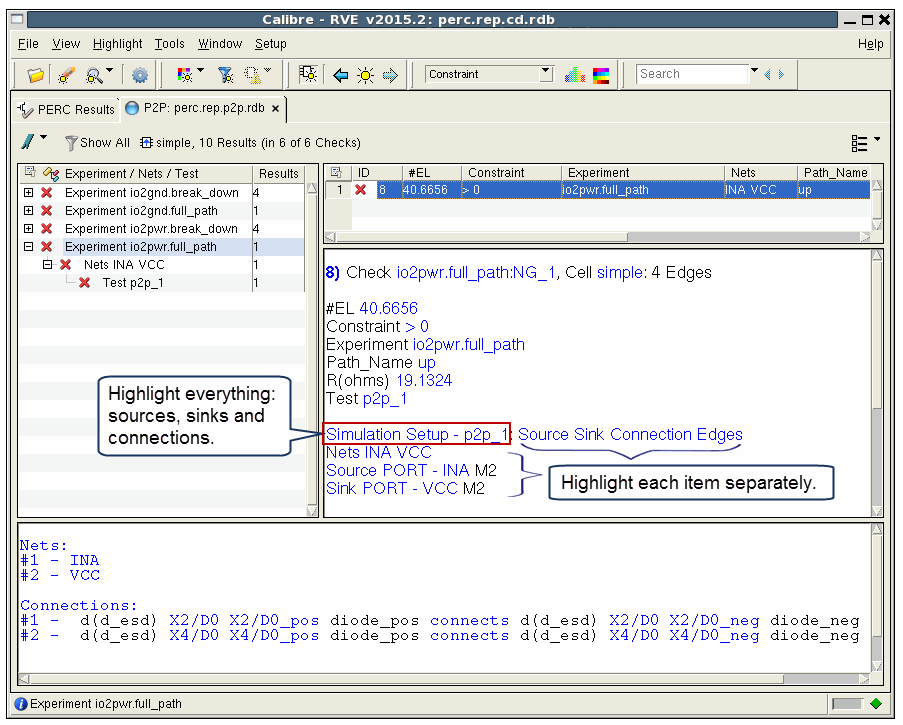 Calibre - RVE v2015.2: perc.rep.cd.rdb
File View Highlight Tools Window Setup Help
Constraint Search
PERC Results P2P: perc.rep.p2p.rdb ×
Show All simple, 10 Results (in 6 of 6 Checks)
Experiment / Nets / Test Results
Experiment io2gnd.break_down 4
Experiment io2gnd.full_path 1
Experiment io2pwr.break_down 4
Experiment io2pwr.full_path 1
Nets INA VCC 1
Test p2p_1 1
ID #EL Constraint Experiment Nets Path_Name
1 8 40.6656 > 0 io2pwr.full_path INA VCC up
8) Check io2pwr.full_path:NG_1, Cell simple: 4 Edges
#EL 40.6656
Constraint > 0
Experiment io2pwr.full_path
Path_Name up
R(ohms) 19.1324
Test p2p_1
Highlight everything:
sources, sinks and
connections.
Simulation Setup - p2p_1: Source Sink Connection Edges
Nets INA VCC
Source PORT - INA M2
Sink PORT - VCC M2
Highlight each item separately.
Nets:
#1 - INA
#2 - VCC
Connections:
#1 - d(d_esd) X2/D0 X2/D0_pos diode_pos connects d(d_esd) X2/D0 X2/D0_neg diode_neg
#2 - d(d_esd) X4/D0 X4/D0_pos diode_pos connects d(d_esd) X4/D0 X4/D0_neg diode_neg
Experiment io2pwr.full_path